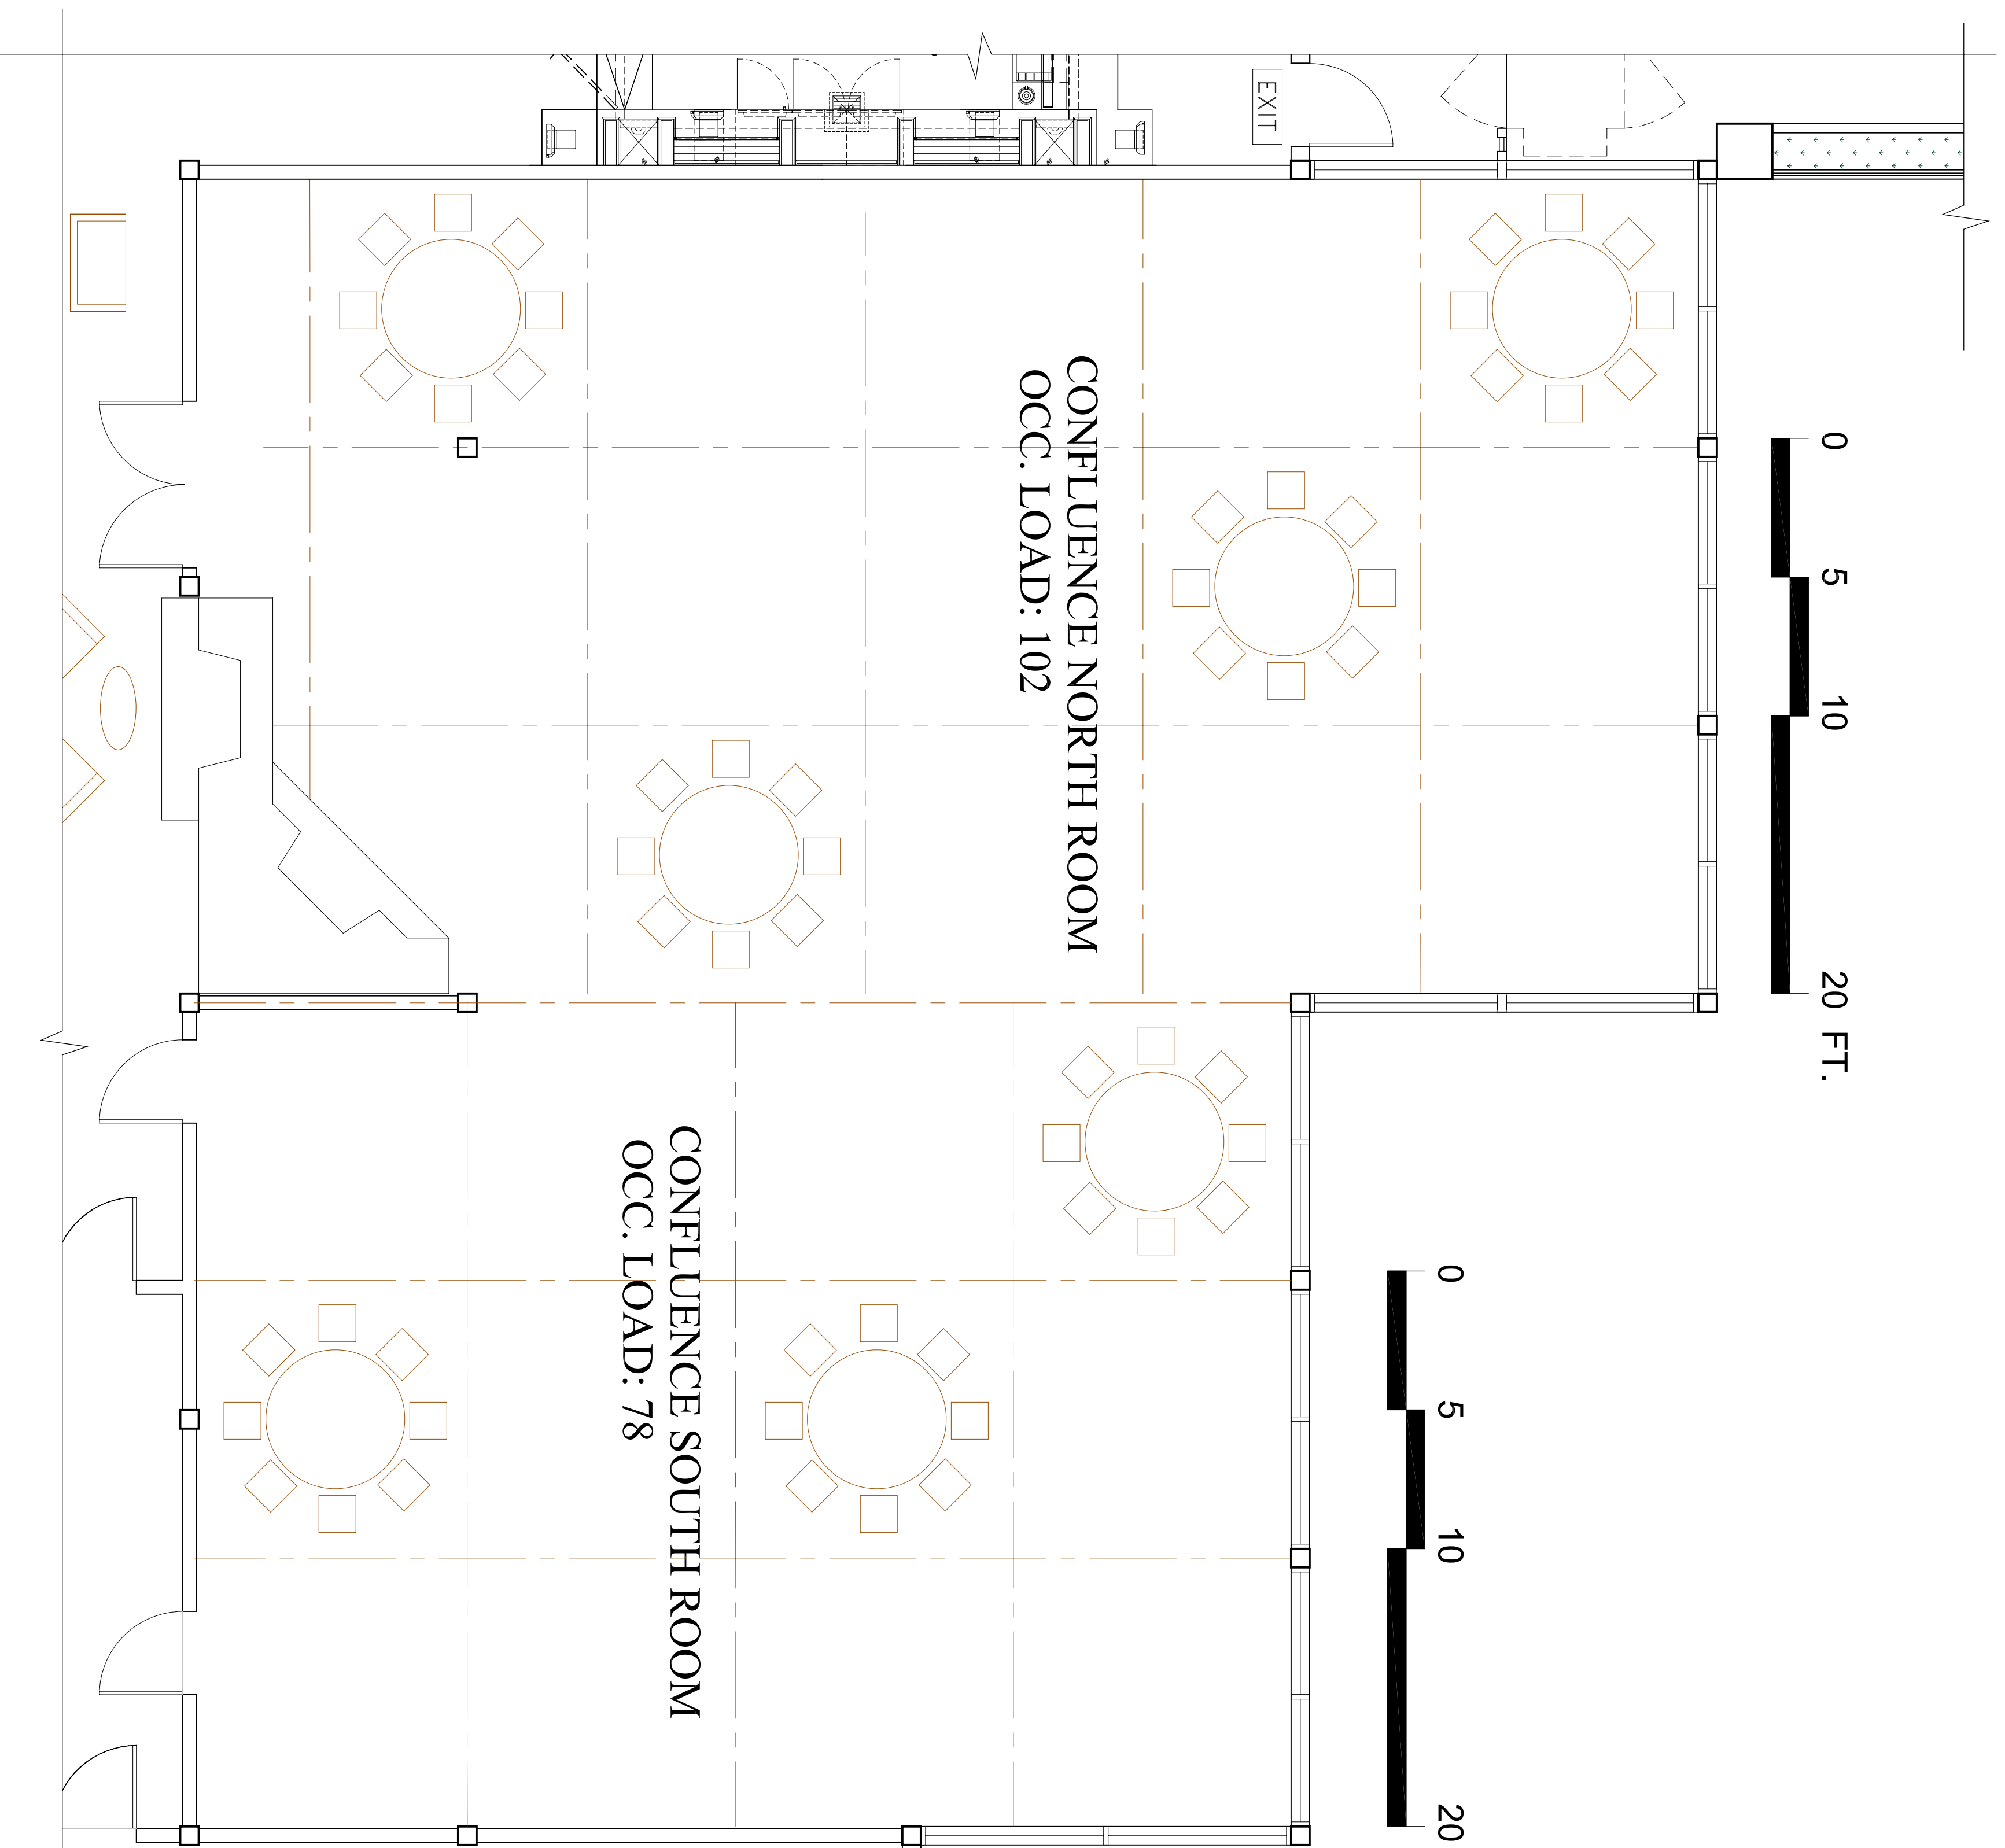 EXIT
CONFLUENCE NORTH ROOM
OCC. LOAD: 102
0 5 10 20 FT.
CONFLUENCE SOUTH ROOM
OCC. LOAD: 78
0 5 10 20